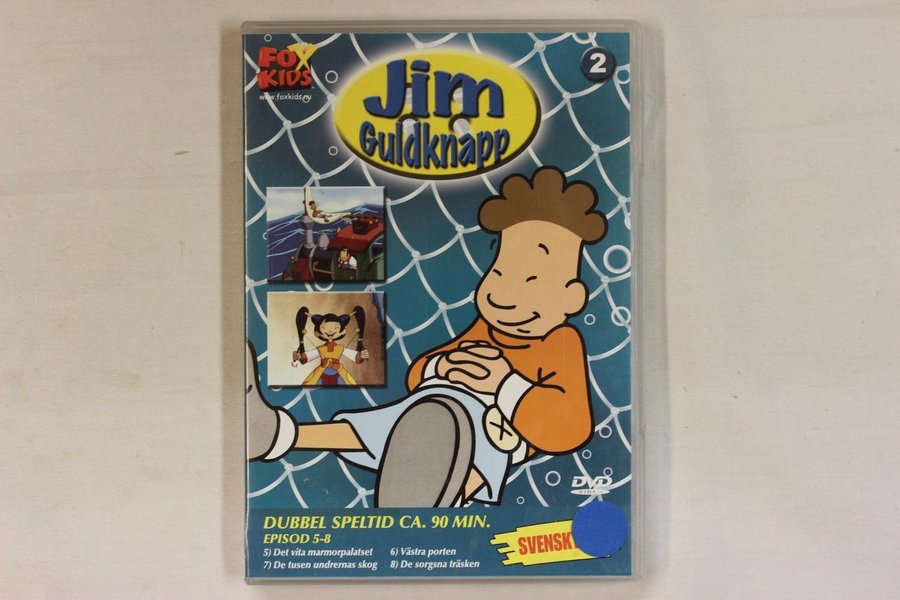 FOX
KIDS
www.foxkids.nu
2
Jim
Guldknapp
DVD
VIDEO
DUBBEL SPELTID CA. 90 MIN.
EPISOD 5-8
5) Det vita marmorpalatset 6) Västra porten
7) De tusen undrernas skog 8) De sorgsna träsken
SVENSK